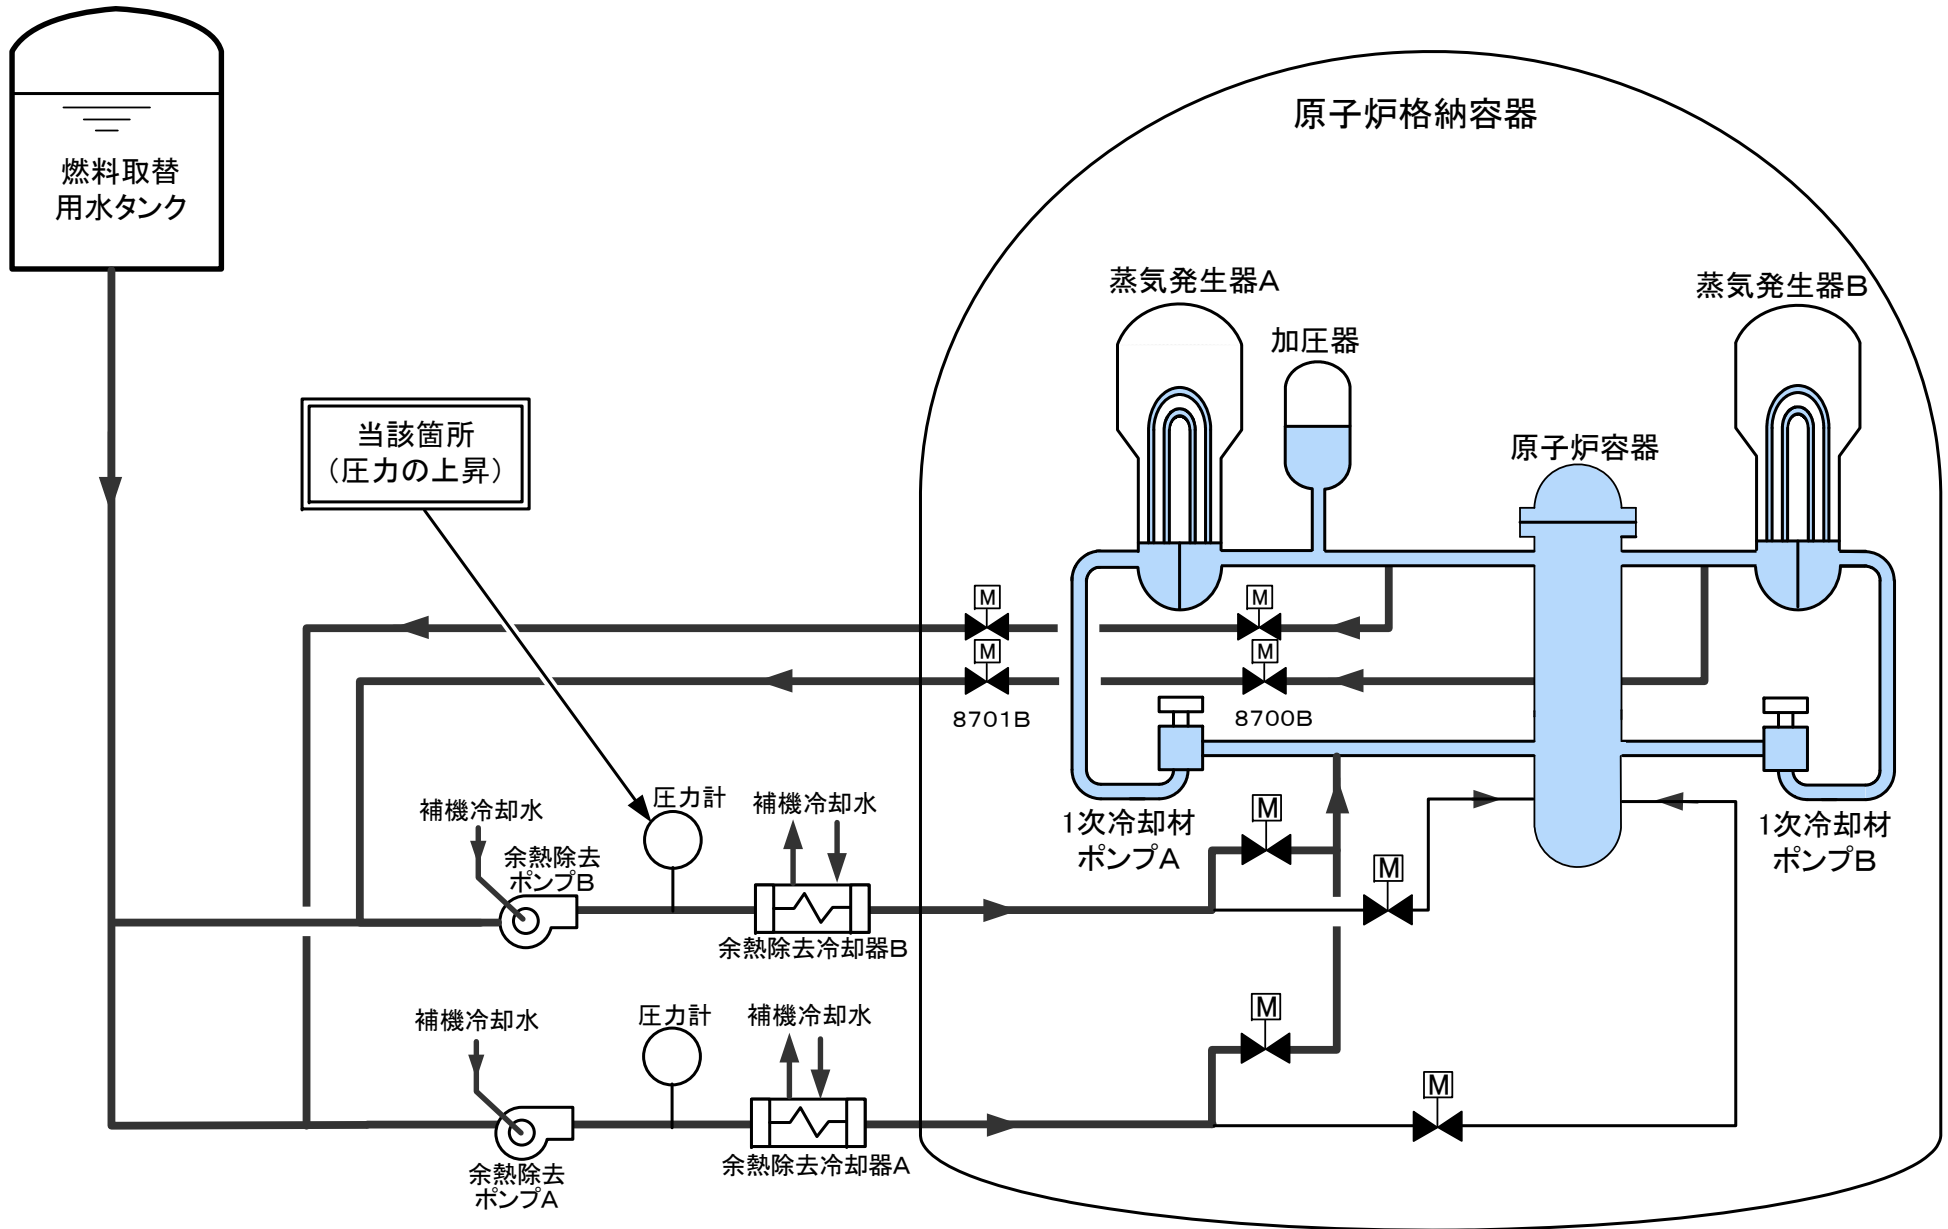 原子炉格納容器
燃料取替
用水タンク
蒸気発生器A
蒸気発生器B
加圧器
当該箇所
（圧力の上昇）
原子炉容器
M
M
M
M
8701B
8700B
補機冷却水
圧力計
補機冷却水
1次冷却材
ポンプA
1次冷却材
ポンプB
M
余熱除去
ポンプB
M
余熱除去冷却器B
補機冷却水
圧力計
補機冷却水
M
M
余熱除去
ポンプA
余熱除去冷却器A